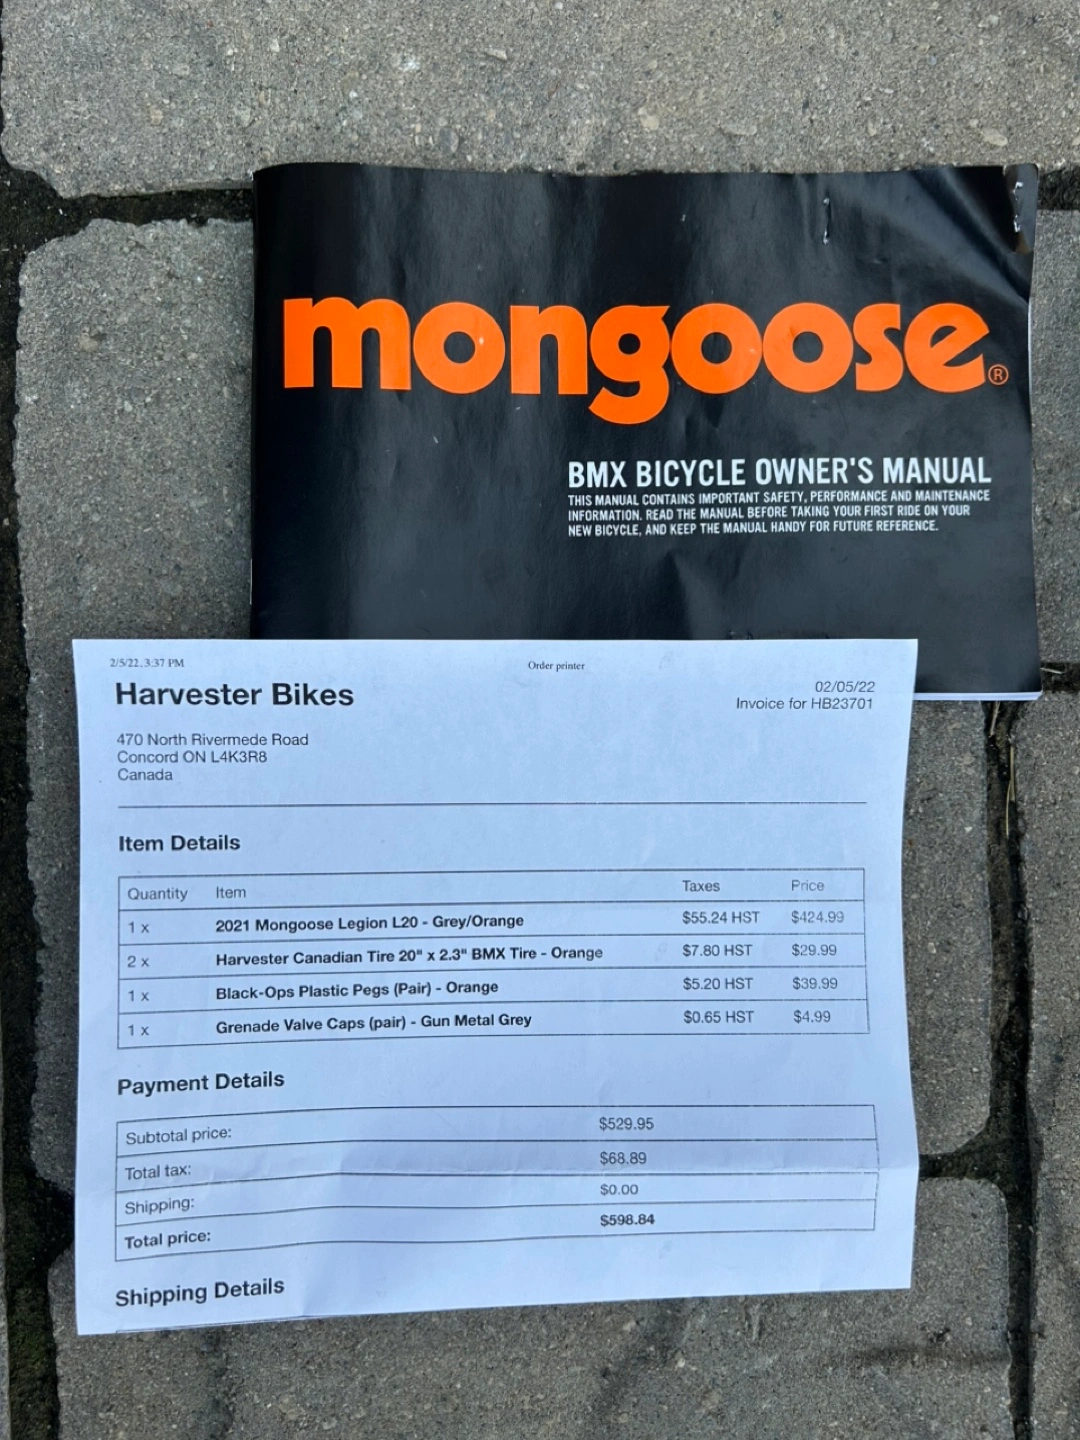 mongoose®
BMX BICYCLE OWNER'S MANUAL
THIS MANUAL CONTAINS IMPORTANT SAFETY, PERFORMANCE AND MAINTENANCE
INFORMATION. READ THE MANUAL BEFORE TAKING YOUR FIRST RIDE ON YOUR
NEW BICYCLE, AND KEEP THE MANUAL HANDY FOR FUTURE REFERENCE.
2/5/22, 3:37 PM Order printer
Harvester Bikes 02/05/22
Invoice for HB23701
470 North Rivermede Road
Concord ON L4K3R8
Canada
Item Details
Quantity Item Taxes Price
1 x 2021 Mongoose Legion L20 - Grey/Orange $55.24 HST $424.99
2 x Harvester Canadian Tire 20" x 2.3" BMX Tire - Orange $7.80 HST $29.99
1 x Black-Ops Plastic Pegs (Pair) - Orange $5.20 HST $39.99
1 x Grenade Valve Caps (pair) - Gun Metal Grey $0.65 HST $4.99
Payment Details
Subtotal price: $529.95
Total tax: $68.89
Shipping: $0.00
Total price: $598.84
Shipping Details